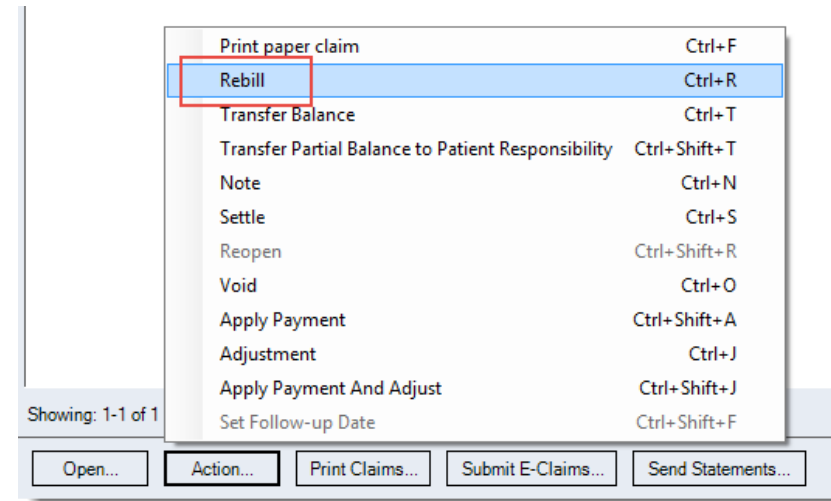 Print paper claim Ctrl+F
Rebill Ctrl+R
Transfer Balance Ctrl+T
Transfer Partial Balance to Patient Responsibility Ctrl+Shift+T
Note Ctrl+N
Settle Ctrl+S
Reopen Ctrl+Shift+R
Void Ctrl+O
Apply Payment Ctrl+Shift+A
Adjustment Ctrl+J
Apply Payment And Adjust Ctrl+Shift+J
Set Follow-up Date Ctrl+Shift+F
Showing: 1-1 of 1
Open... Action... Print Claims... Submit E-Claims... Send Statements...